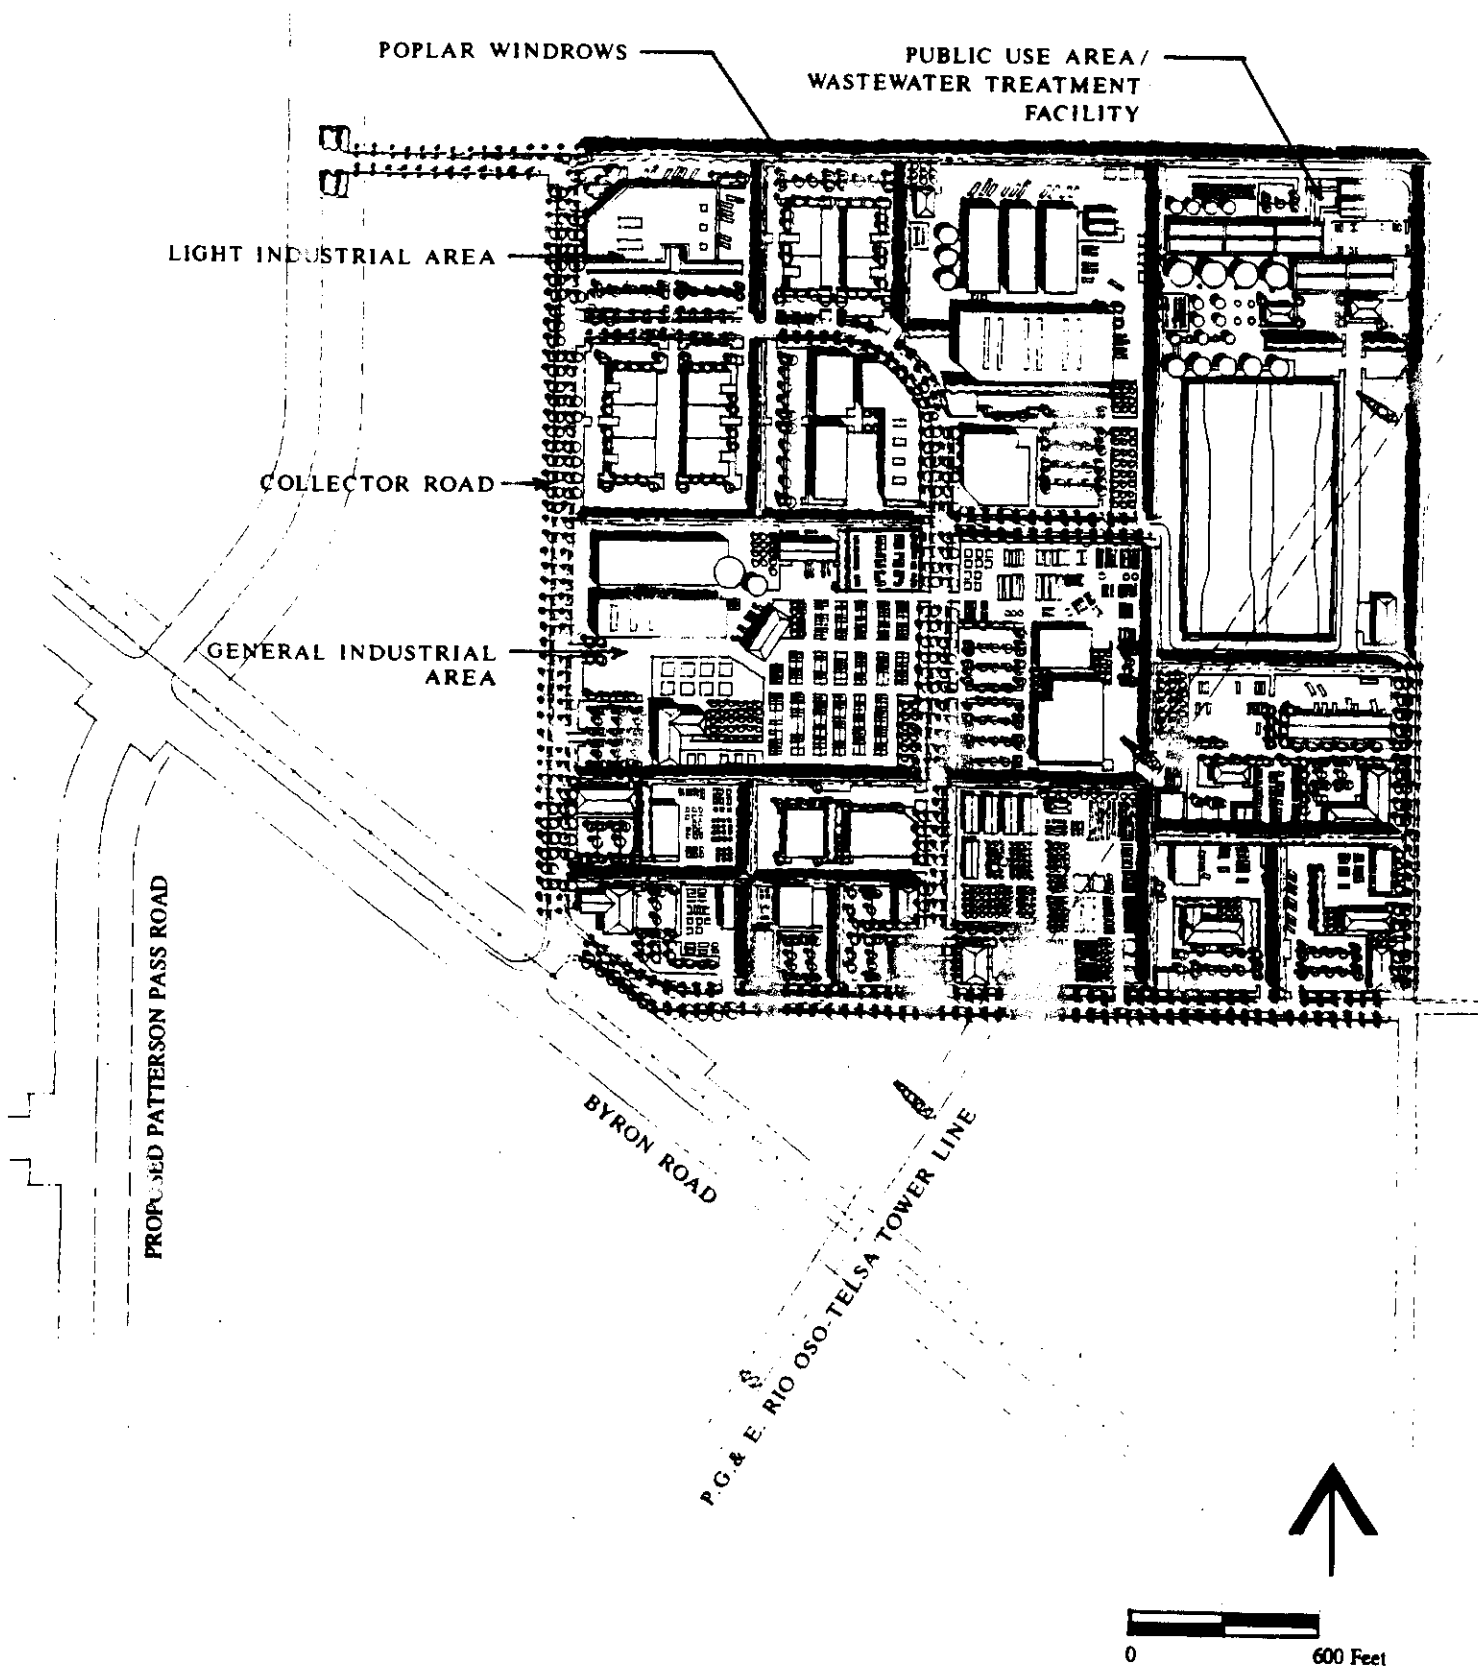 POPLAR WINDROWS
PUBLIC USE AREA/
WASTEWATER TREATMENT
FACILITY
LIGHT INDUSTRIAL AREA
COLLECTOR ROAD
GENERAL INDUSTRIAL
AREA
PROPOSED PATTERSON PASS ROAD
BYRON ROAD
P.G.& E. RIO OSO-TELSA TOWER LINE
0
600 Feet